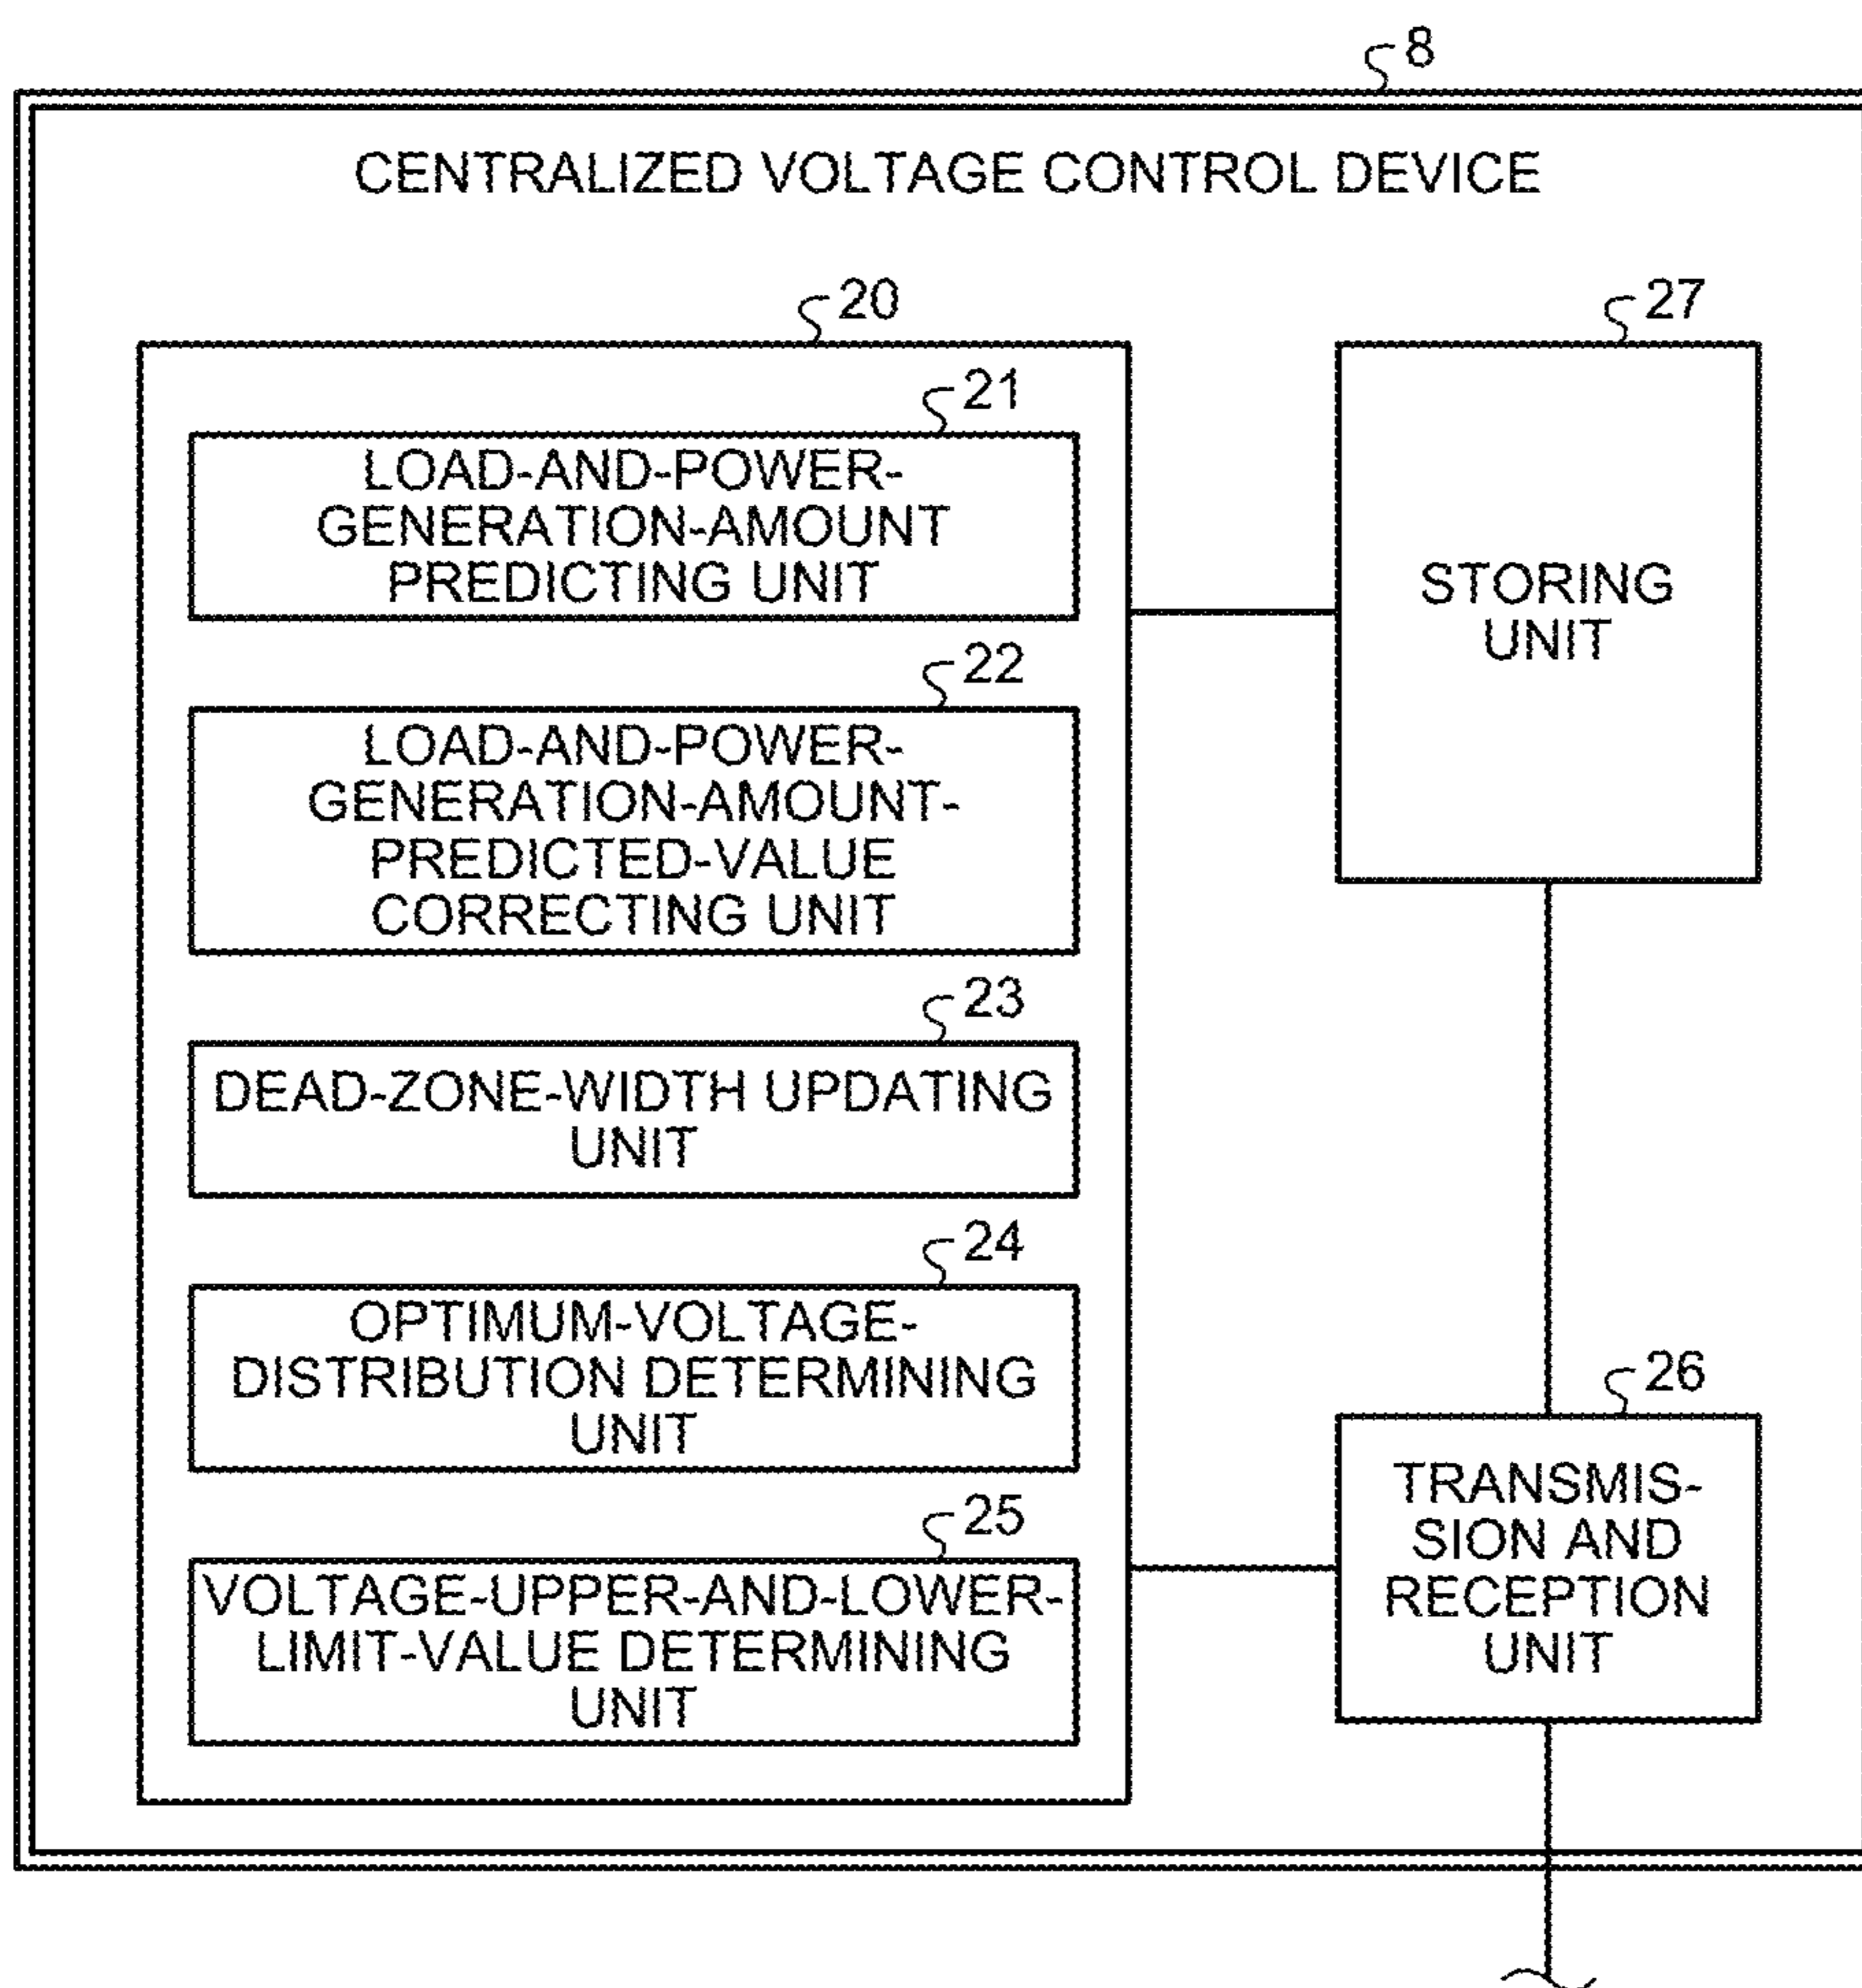 8
CENTRALIZED VOLTAGE CONTROL DEVICE
20
21
LOAD-AND-POWER-
GENERATION-AMOUNT
PREDICTING UNIT
22
LOAD-AND-POWER-
GENERATION-AMOUNT-
PREDICTED-VALUE
CORRECTING UNIT
23
DEAD-ZONE-WIDTH UPDATING
UNIT
24
OPTIMUM-VOLTAGE-
DISTRIBUTION DETERMINING
UNIT
25
VOLTAGE-UPPER-AND-LOWER-
LIMIT-VALUE DETERMINING
UNIT
27
STORING
UNIT
26
TRANSMIS-
SION AND
RECEPTION
UNIT